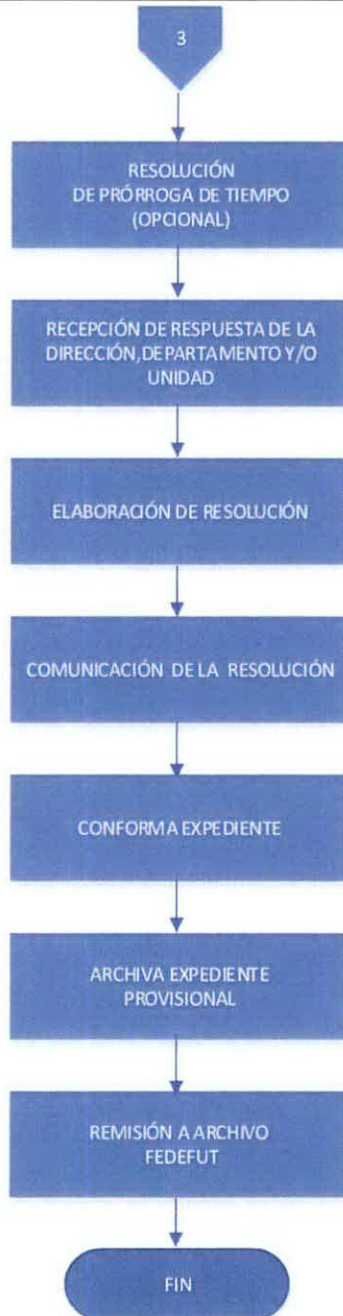 3
RESOLUCIÓN
DE PRÓRROGA DE TIEMPO
(OPCIONAL)
RECEPCIÓN DE RESPUESTA DE LA
DIRECCIÓN,DEPARTAMENTO Y/O
UNIDAD
ELABORACIÓN DE RESOLUCIÓN
COMUNICACIÓN DE LA RESOLUCIÓN
CONFORMA EXPEDIENTE
ARCHIVA EXPEDIENTE
PROVISIONAL
REMISIÓN A ARCHIVO
FEDEFUT
FIN